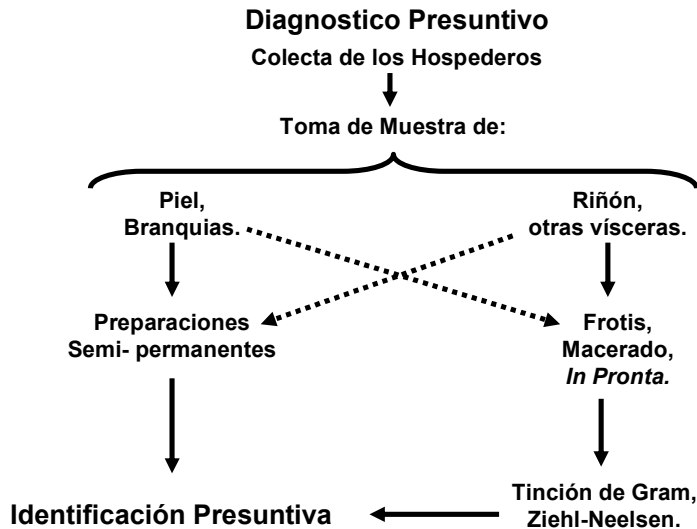 Diagnostico Presuntivo
Colecta de los Hospederos
Toma de Muestra de:
Piel,
Branquias.
Riñón,
otras vísceras.
Preparaciones
Semi- permanentes
Frotis,
Macerado,
In Pronta.
Tinción de Gram,
Ziehl-Neelsen.
Identificación Presuntiva